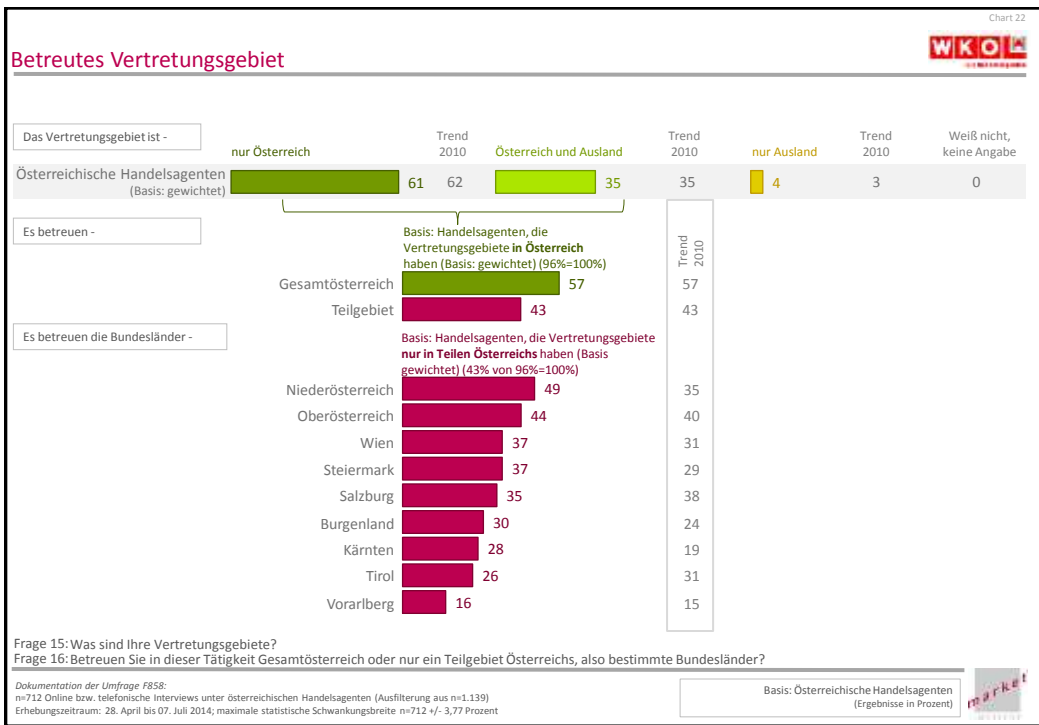 Chart 22
WKO
Betreutes Vertretungsgebiet
Das Vertretungsgebiet ist -
nur Österreich
Trend 2010
Österreich und Ausland
Trend 2010
nur Ausland
Trend 2010
Weiß nicht, keine Angabe
Österreichische Handelsagenten
(Basis: gewichtet)
61 62 35 35 4 3 0
Es betreuen -
Basis: Handelsagenten, die
Vertretungsgebiete in Österreich
haben (Basis: gewichtet) (96%=100%)
Trend 2010
Gesamtösterreich 57 57
Teilgebiet 43 43
Es betreuen die Bundesländer -
Basis: Handelsagenten, die Vertretungsgebiete
nur in Teilen Österreichs haben (Basis
gewichtet) (43% von 96%=100%)
Niederösterreich 49 35
Oberösterreich 44 40
Wien 37 31
Steiermark 37 29
Salzburg 35 38
Burgenland 30 24
Kärnten 28 19
Tirol 26 31
Vorarlberg 16 15
Frage 15: Was sind Ihre Vertretungsgebiete?
Frage 16: Betreuen Sie in dieser Tätigkeit Gesamtösterreich oder nur ein Teilgebiet Österreichs, also bestimmte Bundesländer?
Dokumentation der Umfrage F858:
n=712 Online bzw. telefonische Interviews unter österreichischen Handelsagenten (Ausfilterung aus n=1.139)
Erhebungszeitraum: 28. April bis 07. Juli 2014; maximale statistische Schwankungsbreite n=712 +/- 3,77 Prozent
Basis: Österreichische Handelsagenten
(Ergebnisse in Prozent)
market